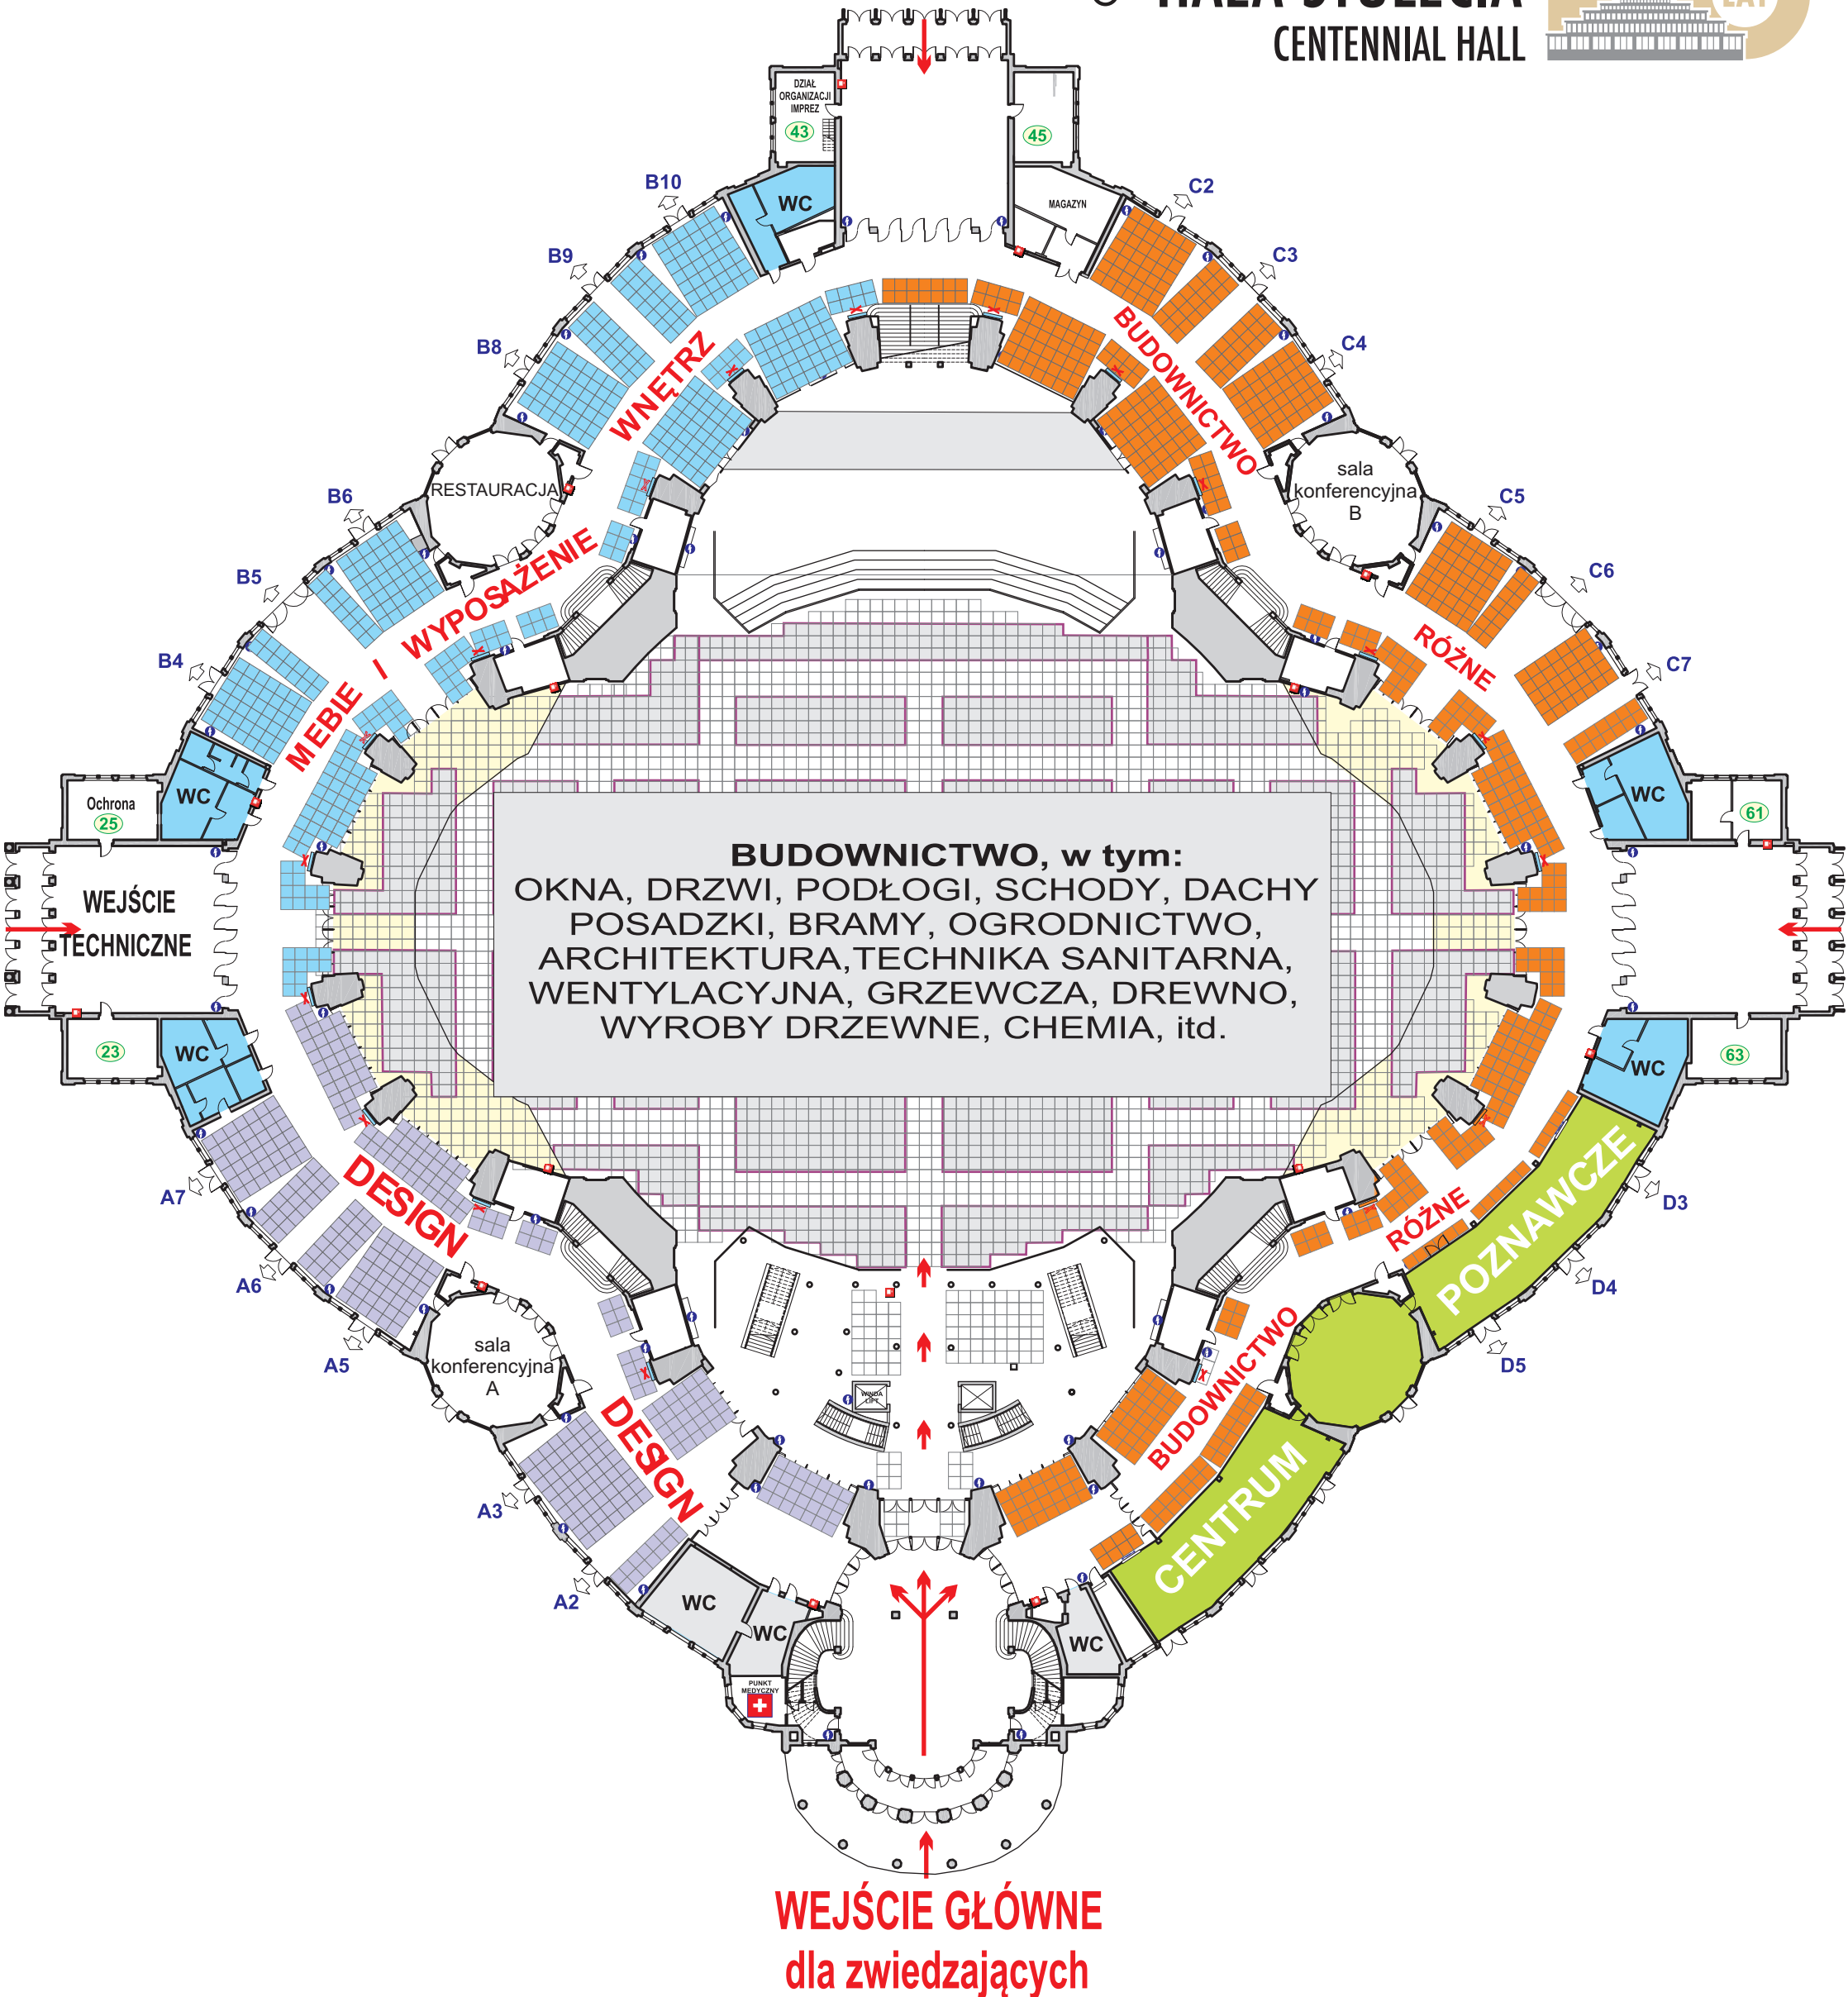 CENTENNIAL HALL
DZIAŁ
ORGANIZACJI
IMPREZ
43
45
B10
WC
MAGAZYN
C2
B9
C3
B8
C4
WNĘTRZ
BUDOWNICTWO
RESTAURACJA
sala
konferencyjna
B
B6
C5
B5
C6
MEBLE I WYPOSAŻENIE
RÓŻNE
B4
C7
Ochrona
25
WC
WC
61
WEJŚCIE
TECHNICZNE
BUDOWNICTWO, w tym:
OKNA, DRZWI, PODŁOGI, SCHODY, DACHY
POSADZKI, BRAMY, OGRODNICTWO,
ARCHITEKTURA,TECHNIKA SANITARNA,
WENTYLACYJNA, GRZEWCZA, DREWNO,
WYROBY DRZEWNE, CHEMIA, itd.
23
WC
WC
63
A7
DESIGN
RÓŻNE
POZNAWCZE
D3
A6
D4
A5
sala
konferencyjna
A
BUDOWNICTWO
D5
WINDA
LIFT
DESIGN
CENTRUM
A3
A2
WC
WC
WC
PUNKT
MEDYCZNY
WEJŚCIE GŁÓWNE
dla zwiedzających